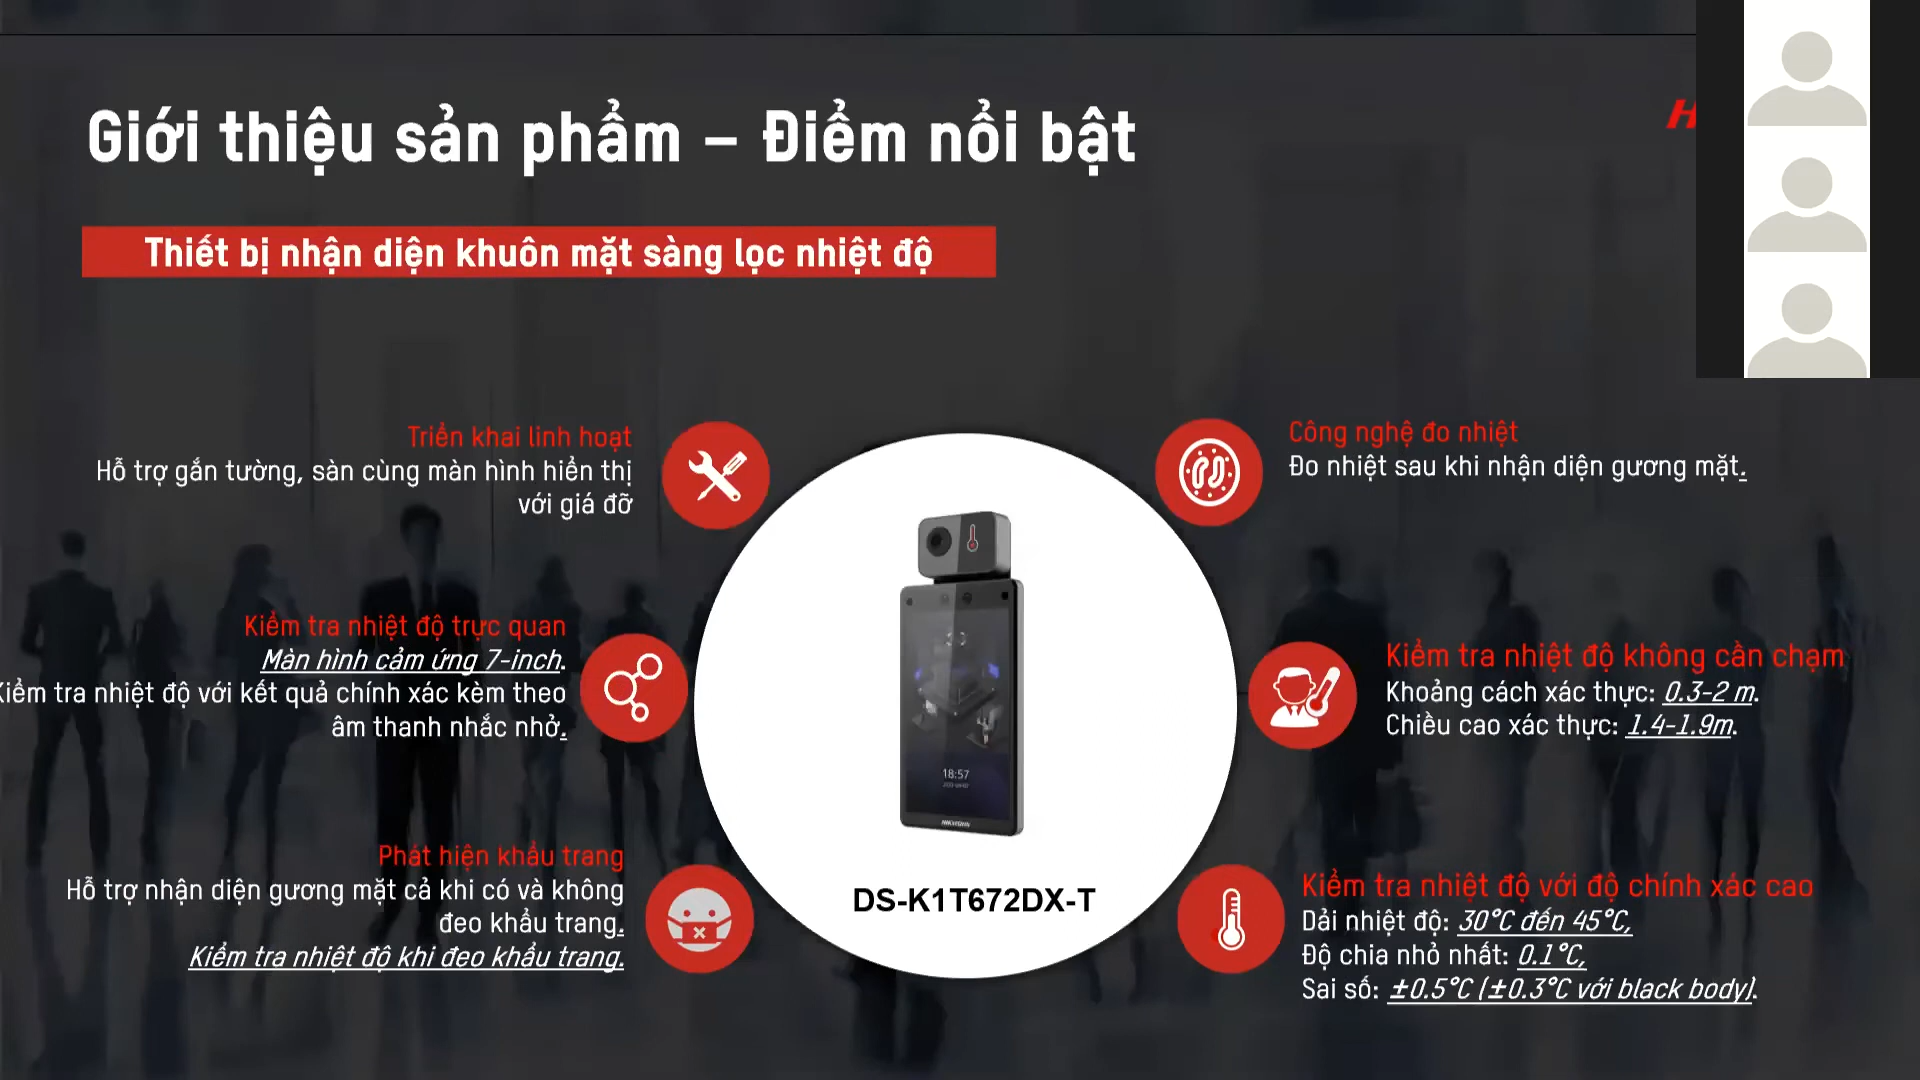 Giới thiệu sản phẩm – Điểm nổi bật
H
Thiết bị nhận diện khuôn mặt sàng lọc nhiệt độ
Triển khai linh hoạt
Hỗ trợ gắn tường, sàn cùng màn hình hiển thị
với giá đỡ
Công nghệ đo nhiệt
Đo nhiệt sau khi nhận diện gương mặt.
Kiểm tra nhiệt độ trực quan
Màn hình cảm ứng 7-inch.
Kiểm tra nhiệt độ với kết quả chính xác kèm theo
âm thanh nhắc nhở.
Kiểm tra nhiệt độ không cần chạm
Khoảng cách xác thực: 0.3-2 m.
Chiều cao xác thực: 1.4-1.9m.
18:57
HIKVISION
DS-K1T672DX-T
Phát hiện khẩu trang
Hỗ trợ nhận diện gương mặt cả khi có và không
đeo khẩu trang.
Kiểm tra nhiệt độ khi đeo khẩu trang.
Kiểm tra nhiệt độ với độ chính xác cao
Dải nhiệt độ: 30°C đến 45°C,
Độ chia nhỏ nhất: 0.1°C,
Sai số: ±0.5°C (±0.3°C với black body).